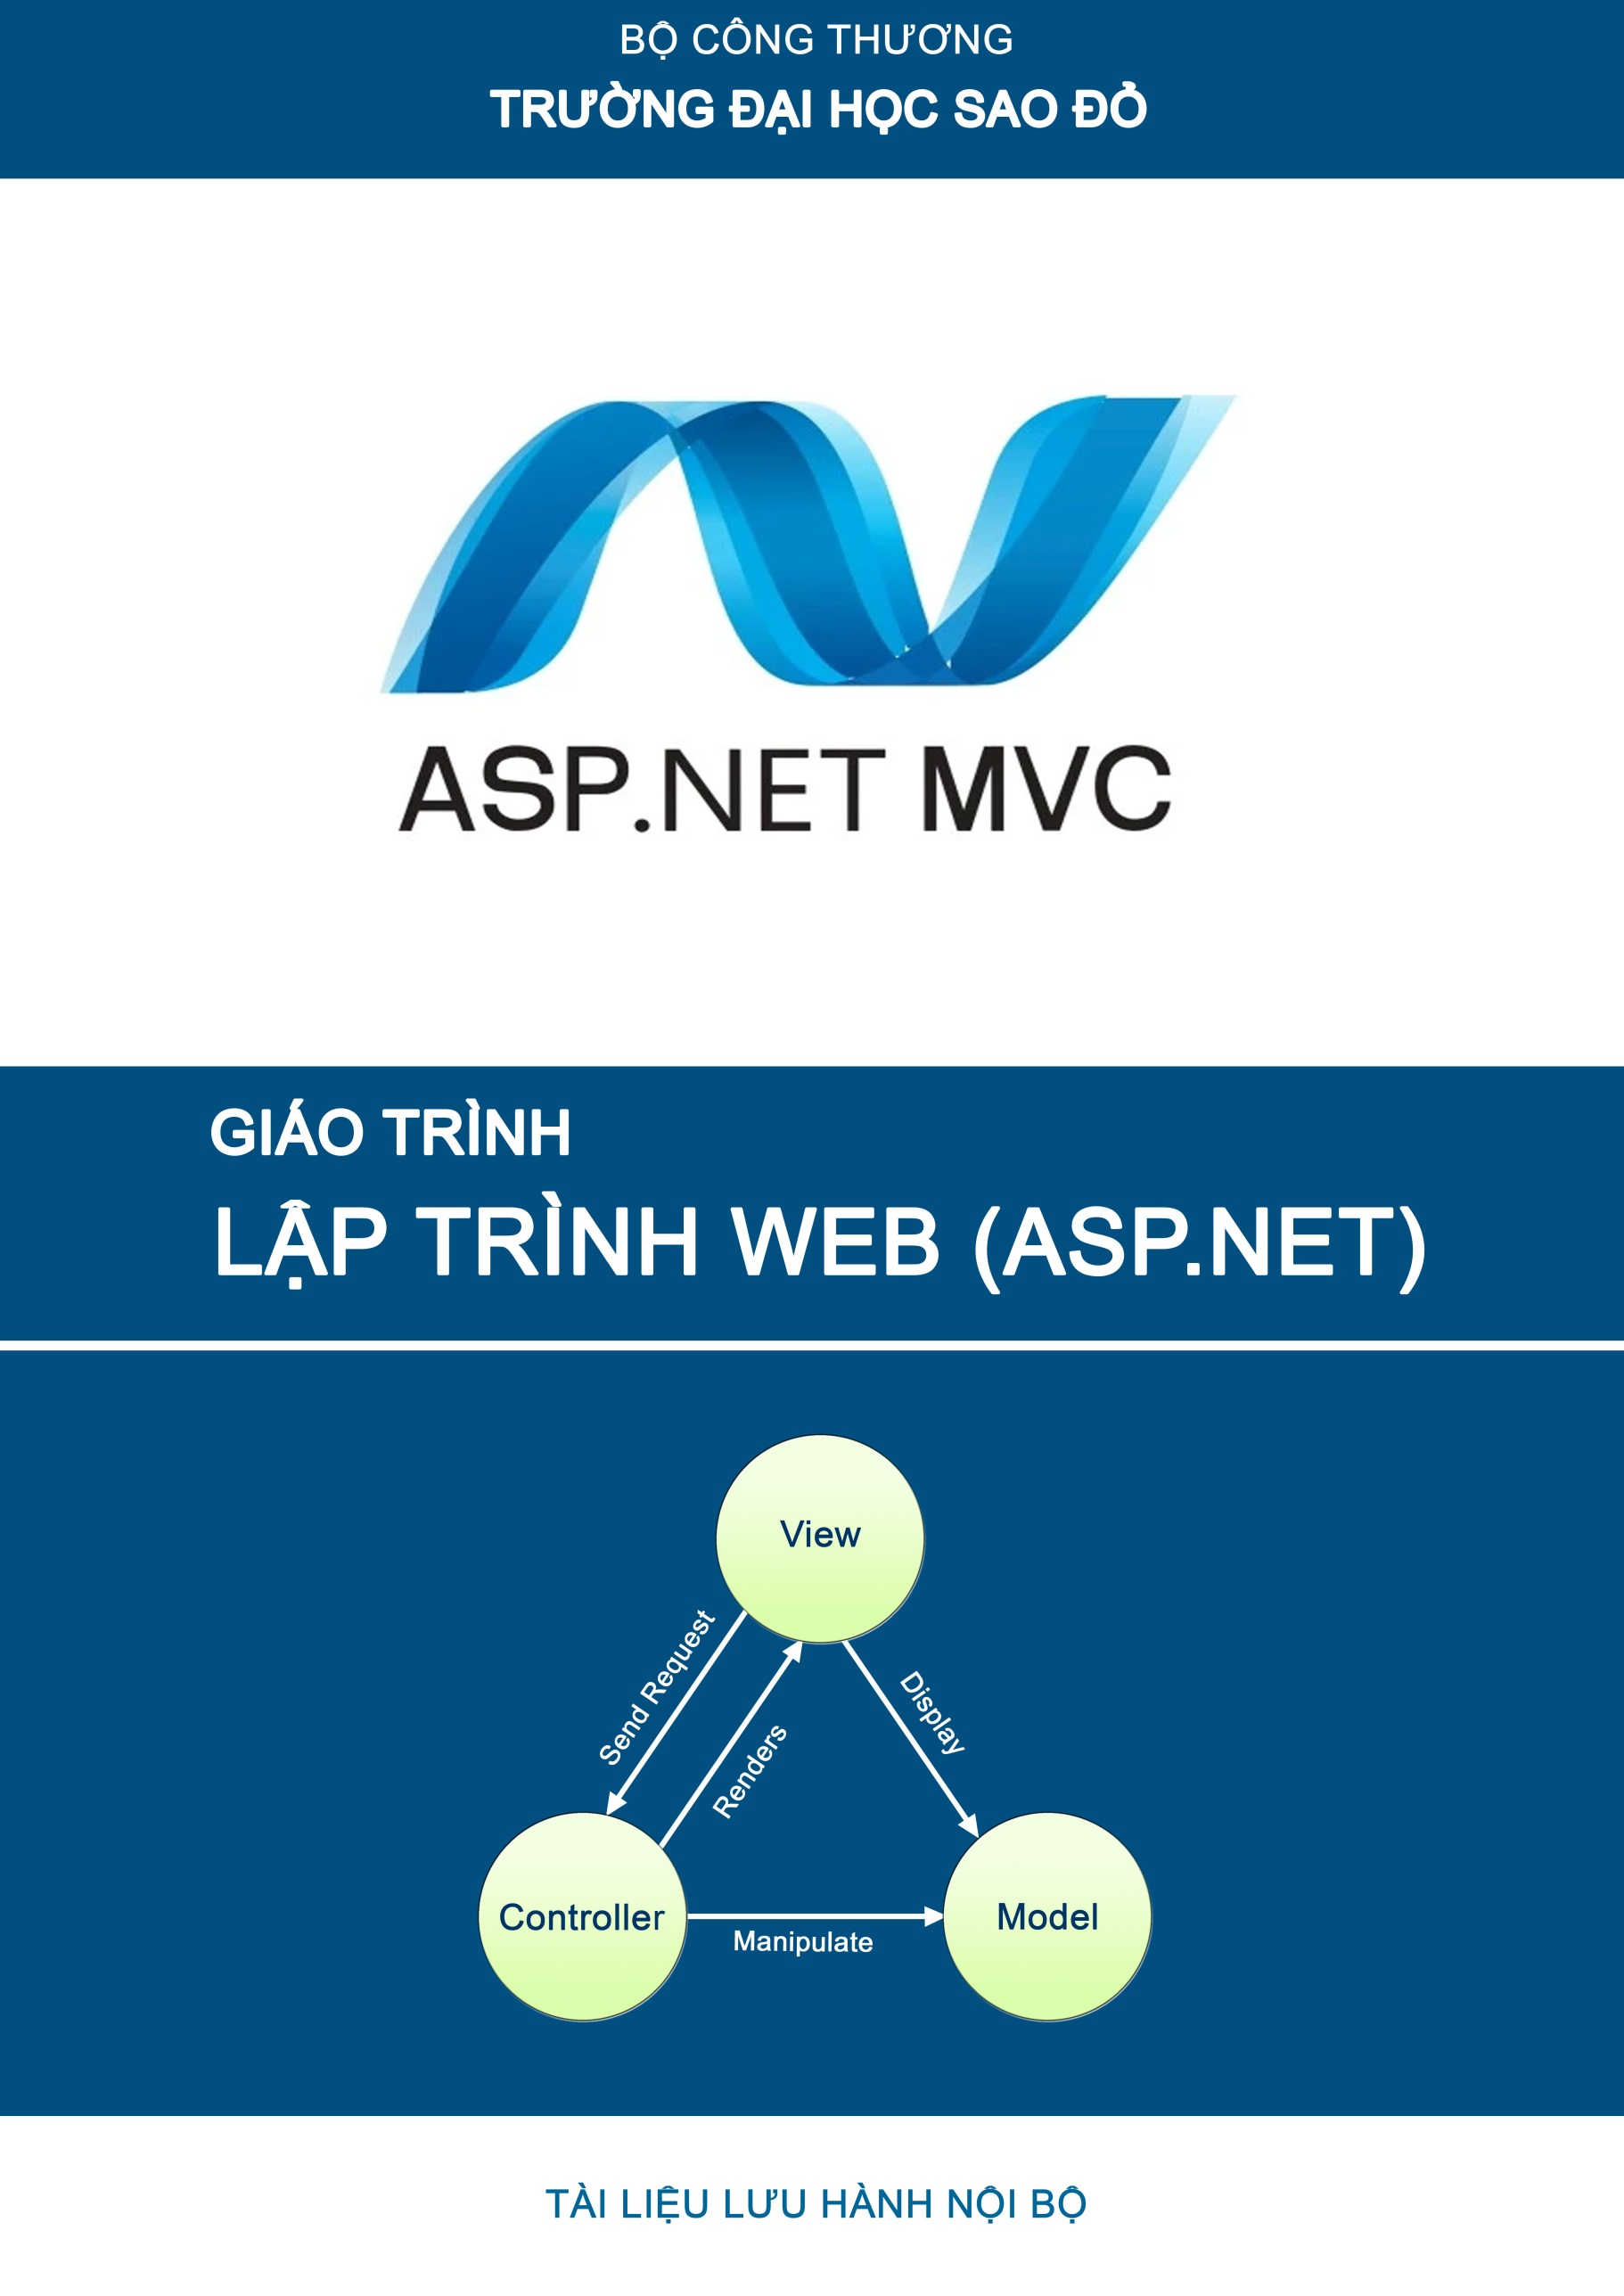 BỘ CÔNG THƯƠNG
TRƯỜNG ĐẠI HỌC SAO ĐỎ
ASP.NET MVC
GIÁO TRÌNH
LẬP TRÌNH WEB (ASP.NET)
View
Send Request
Renders
Display
Controller
Manipulate
Model
TÀI LIỆU LƯU HÀNH NỘI BỘ